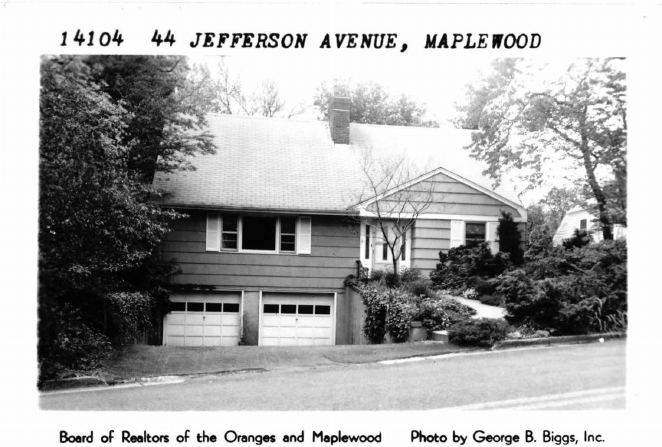 14104 44 JEFFERSON AVENUE, MAPLEWOOD
Board of Realtors of the Oranges and Maplewood Photo by George B. Biggs, Inc.